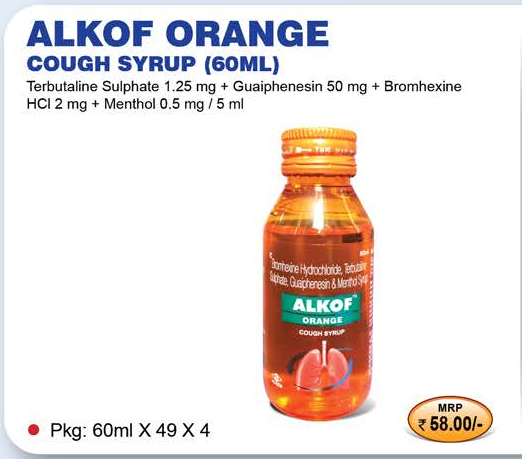 ALKOF ORANGE
COUGH SYRUP (60ML)
Terbutaline Sulphate 1.25 mg + Guaiphenesin 50 mg + Bromhexine
HCl 2 mg + Menthol 0.5 mg / 5 ml
Bromhexine Hydrochloride, Terbutaline
Sulphate, Guaiphenesin & Menthol Syrup
ALKOF
ORANGE
COUGH SYRUP
MRP
₹ 58.00/-
Pkg: 60ml X 49 X 4